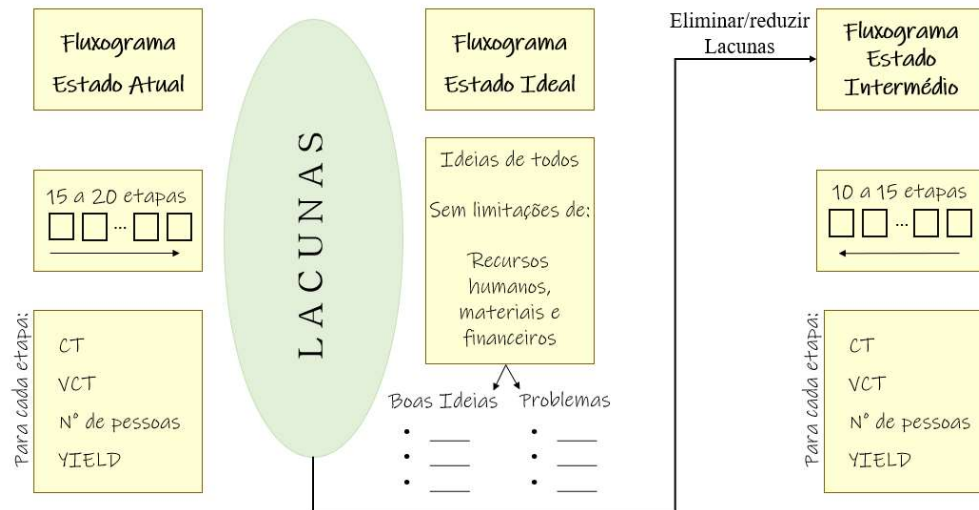 Fluxograma
Estado Atual
15 a 20 etapas
...
Para cada etapa:
CT
VCT
N° de pessoas
YIELD
LACUNAS
Fluxograma
Estado Ideal
Ideias de todos
Sem limitações de:
Recursos
humanos,
materiais e
financeiros
Boas Ideias
Problemas
Eliminar/reduzir
Lacunas
Fluxograma
Estado
Intermédio
10 a 15 etapas
...
Para cada etapa:
CT
VCT
N° de pessoas
YIELD